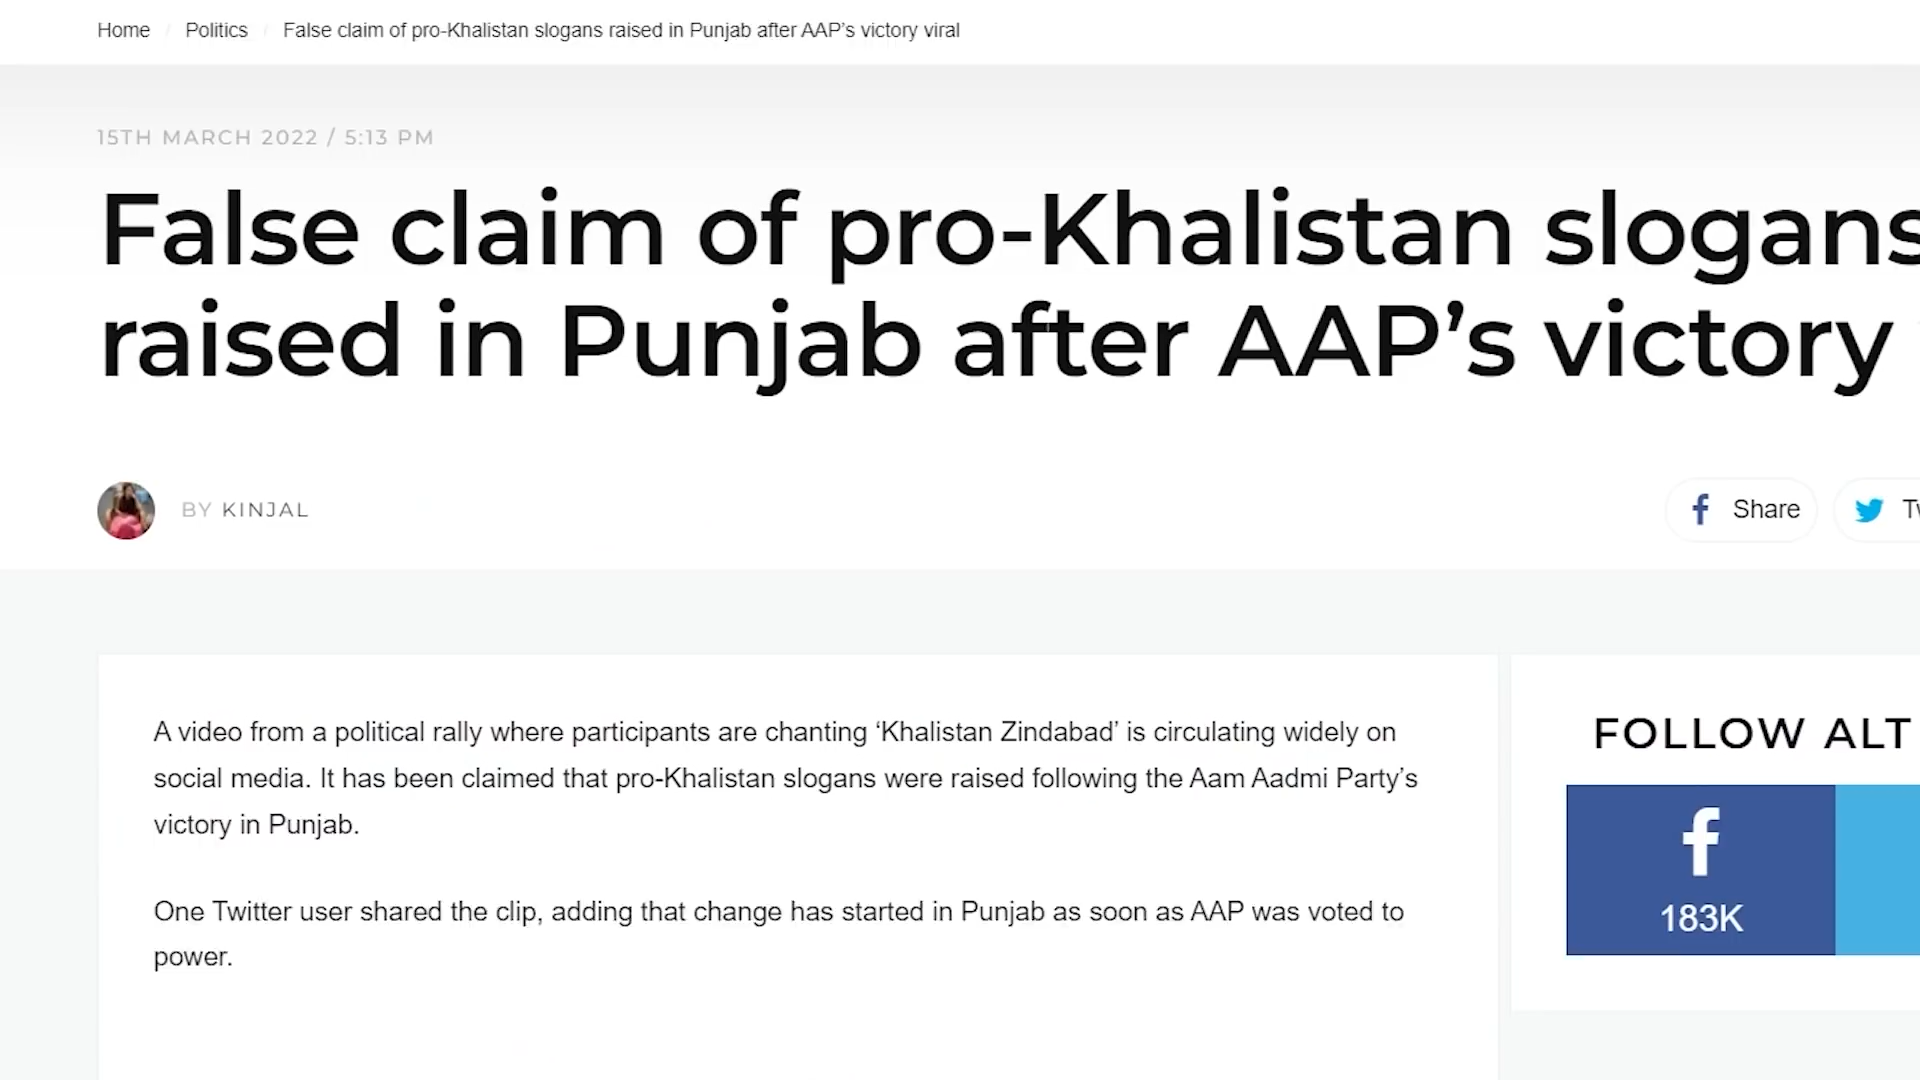 Home / Politics / False claim of pro-Khalistan slogans raised in Punjab after AAP’s victory viral
15TH MARCH 2022 / 5:13 PM
False claim of pro-Khalistan slogans
raised in Punjab after AAP’s victory
BY KINJAL
Share
A video from a political rally where participants are chanting ‘Khalistan Zindabad’ is circulating widely on
social media. It has been claimed that pro-Khalistan slogans were raised following the Aam Aadmi Party’s
victory in Punjab.
One Twitter user shared the clip, adding that change has started in Punjab as soon as AAP was voted to
power.
FOLLOW ALT
183K